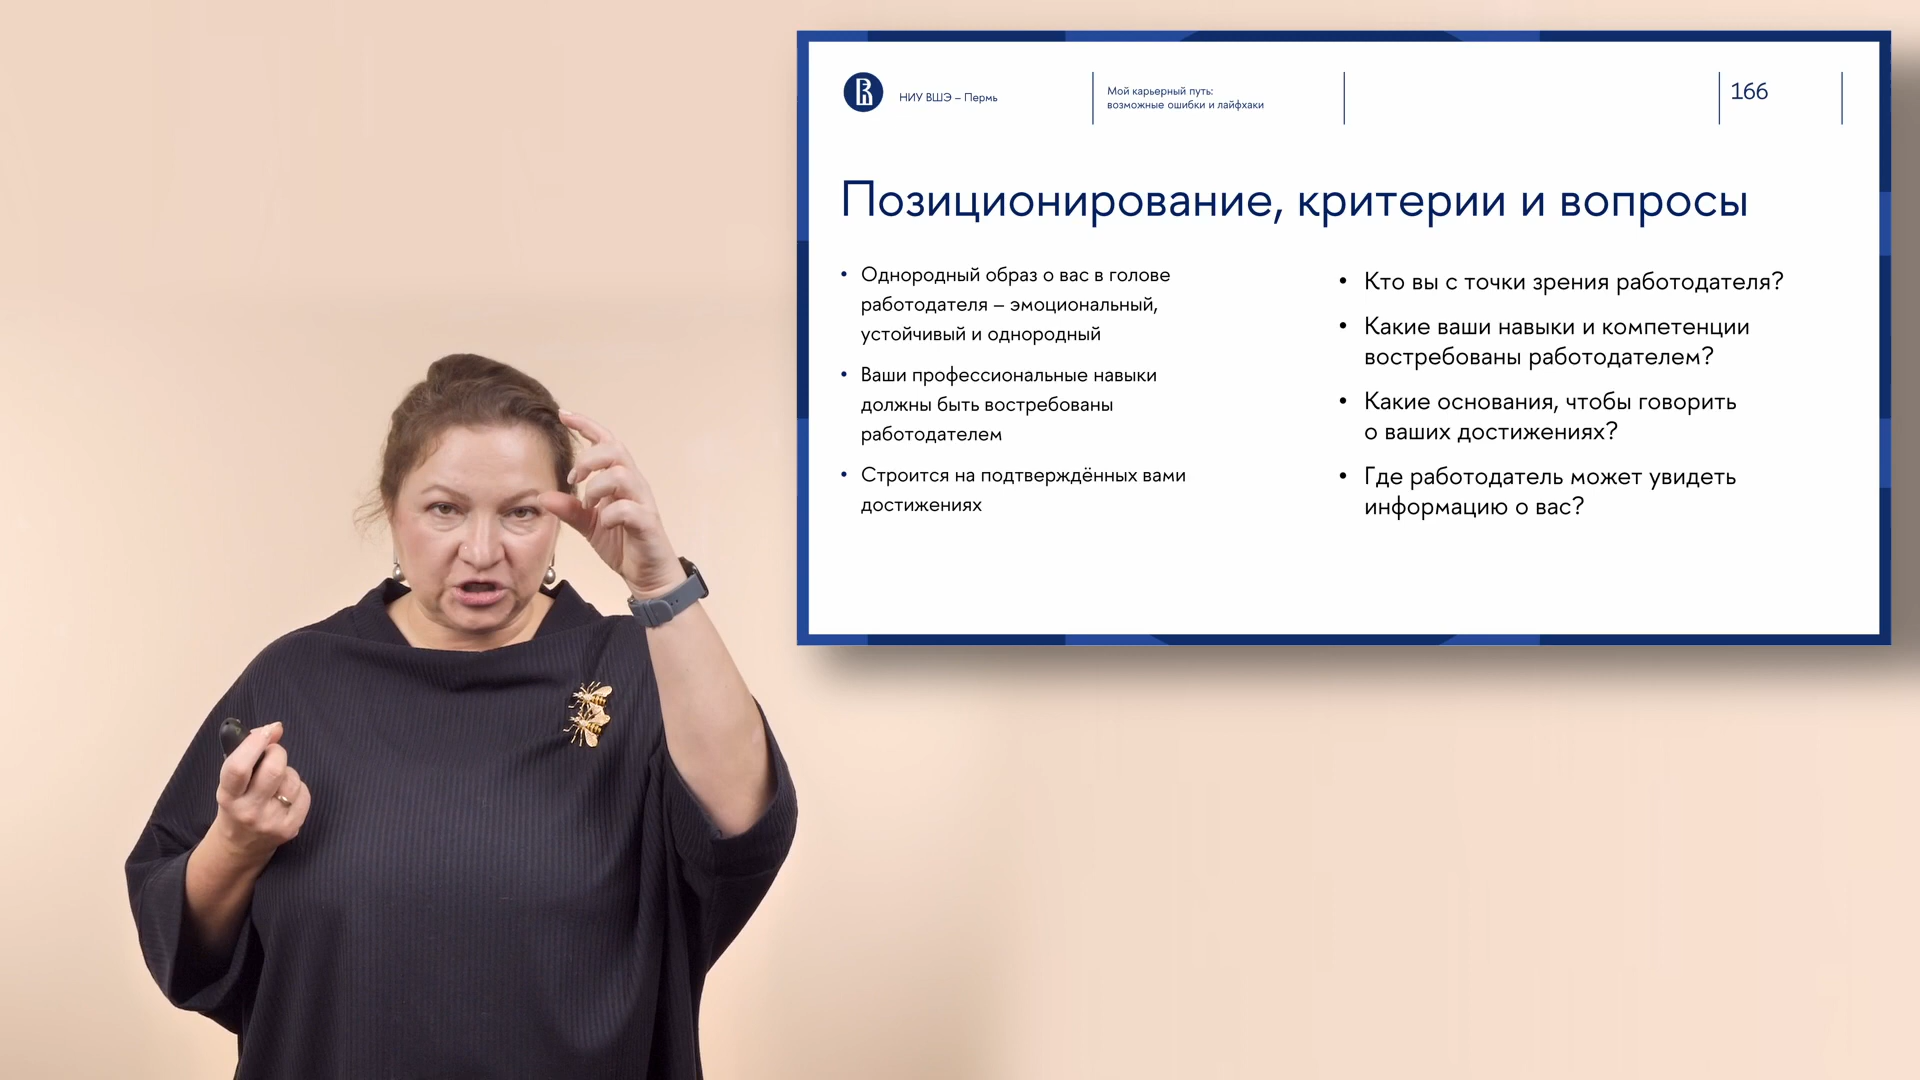 НИУ ВШЭ – Пермь
Мой карьерный путь:
возможные ошибки и лайфхаки
166
Позиционирование, критерии и вопросы
• Однородный образ о вас в голове
работодателя – эмоциональный,
устойчивый и однородный
• Ваши профессиональные навыки
должны быть востребованы
работодателем
• Строится на подтверждённых вами
достижениях
• Кто вы с точки зрения работодателя?
• Какие ваши навыки и компетенции
востребованы работодателем?
• Какие основания, чтобы говорить
о ваших достижениях?
• Где работодатель может увидеть
информацию о вас?